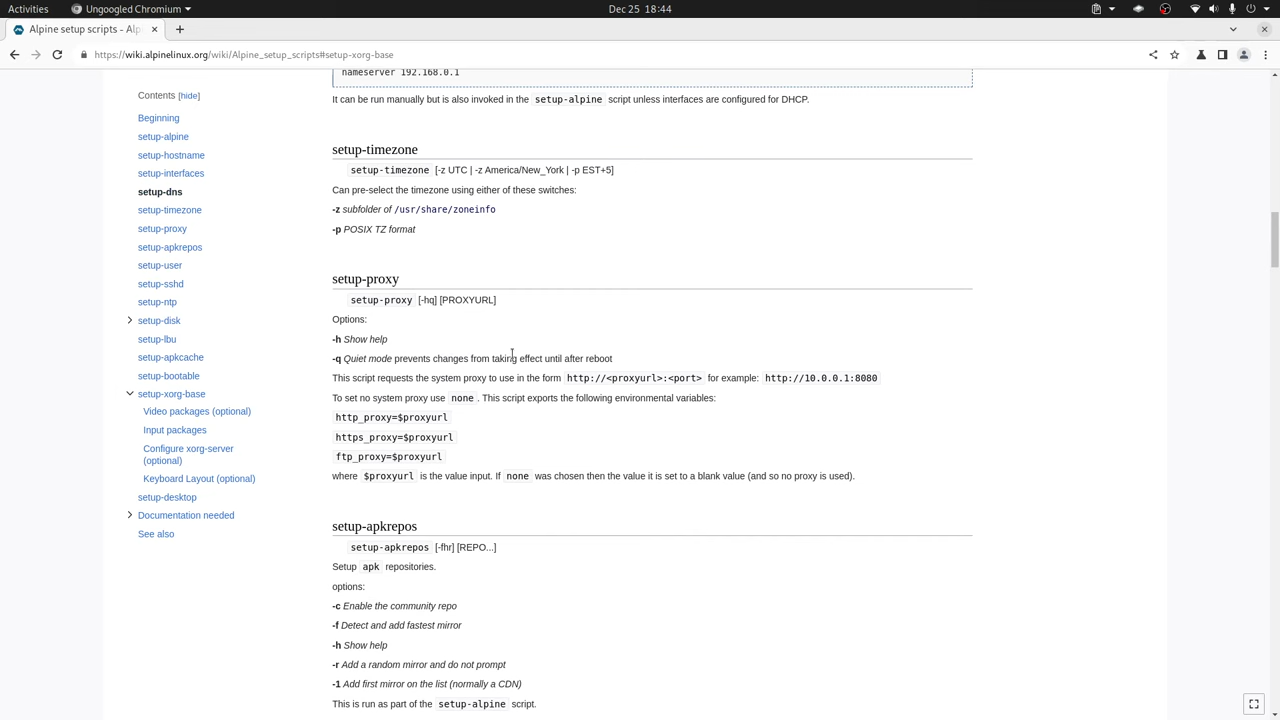 Activities
Ungoogled Chromium
Dec 25 18:44
Alpine setup scripts - Alp
https://wiki.alpinelinux.org/wiki/Alpine_setup_scripts#setup-xorg-base
Contents [hide]
Beginning
setup-alpine
setup-hostname
setup-interfaces
setup-dns
setup-timezone
setup-proxy
setup-apkrepos
setup-user
setup-sshd
setup-ntp
setup-disk
setup-lbu
setup-apkcache
setup-bootable
setup-xorg-base
Video packages (optional)
Input packages
Configure xorg-server
(optional)
Keyboard Layout (optional)
setup-desktop
Documentation needed
See also
nameserver 192.168.0.1
It can be run manually but is also invoked in the setup-alpine script unless interfaces are configured for DHCP.
setup-timezone
setup-timezone [-z UTC | -z America/New_York | -p EST+5]
Can pre-select the timezone using either of these switches:
-z subfolder of /usr/share/zoneinfo
-p POSIX TZ format
setup-proxy
setup-proxy [-hq] [PROXYURL]
Options:
-h Show help
-q Quiet mode prevents changes from taking effect until after reboot
This script requests the system proxy to use in the form http://<proxyurl>:<port> for example: http://10.0.0.1:8080
To set no system proxy use none . This script exports the following environmental variables:
http_proxy=$proxyurl
https_proxy=$proxyurl
ftp_proxy=$proxyurl
where $proxyurl is the value input. If none was chosen then the value it is set to a blank value (and so no proxy is used).
setup-apkrepos
setup-apkrepos [-fhr] [REPO...]
Setup apk repositories.
options:
-c Enable the community repo
-f Detect and add fastest mirror
-h Show help
-r Add a random mirror and do not prompt
-1 Add first mirror on the list (normally a CDN)
This is run as part of the setup-alpine script.